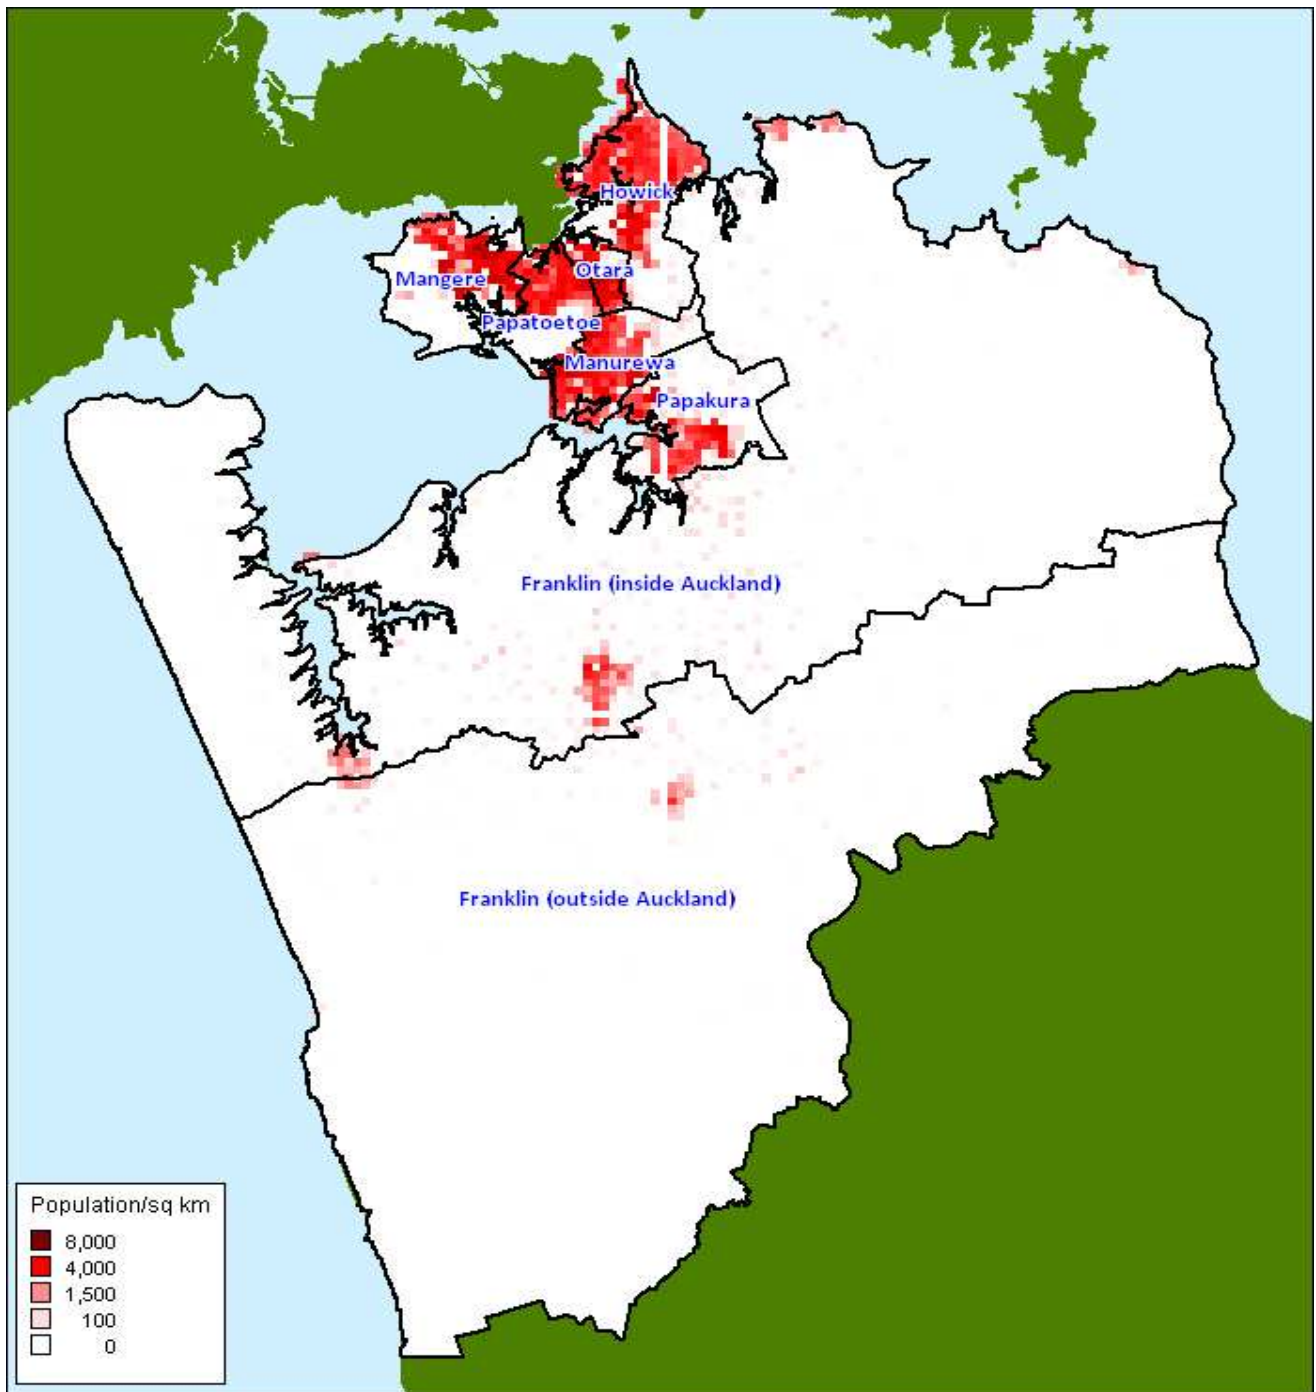 Howick
Otara
Mangere
Papatoetoe
Manurewa
Papakura
Franklin (inside Auckland)
Franklin (outside Auckland)
Population/sq km
8,000
4,000
1,500
100
0